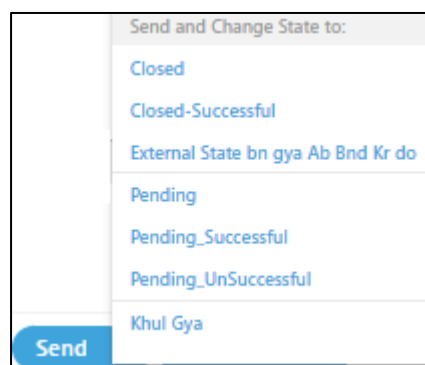 Send and Change State to:
Closed
Closed-Successful
External State bn gya Ab Bnd Kr do
Pending
Pending_Successful
Pending_UnSuccessful
Khul Gya
Send